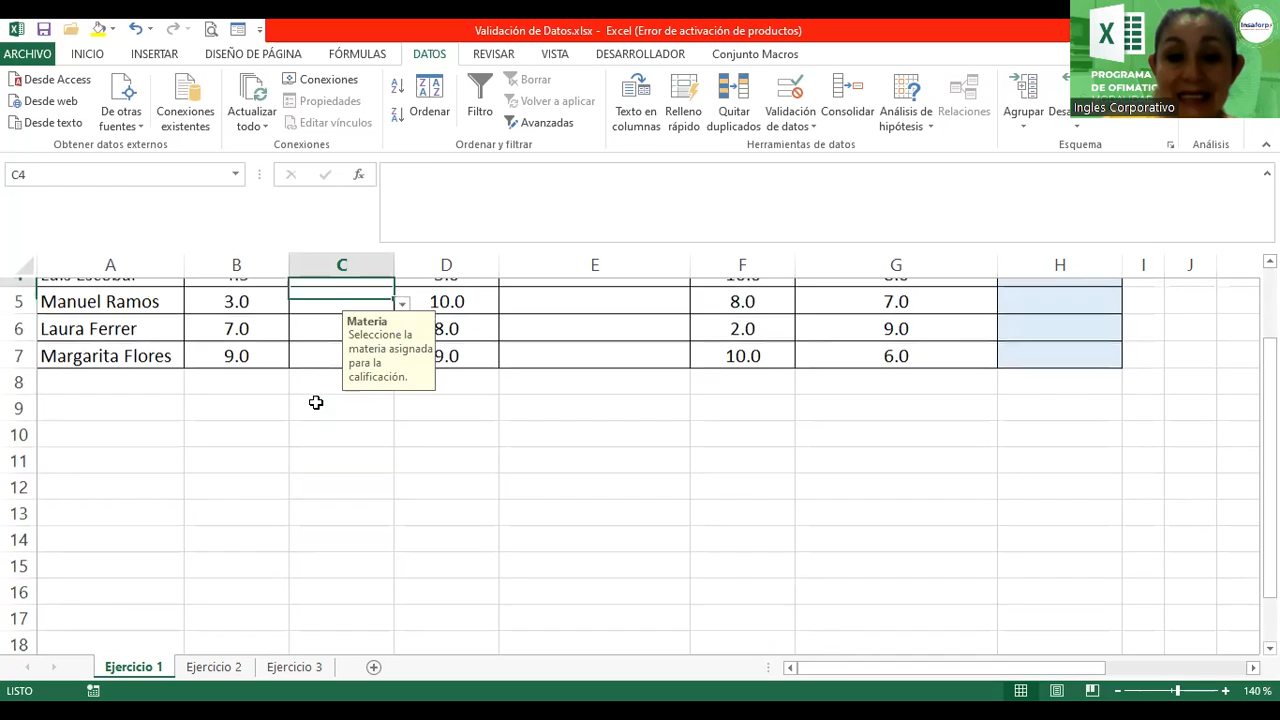 Validación de Datos.xlsx - Excel (Error de activación de productos)
ARCHIVO INICIO INSERTAR DISEÑO DE PÁGINA FÓRMULAS DATOS REVISAR VISTA DESARROLLADOR Conjunto Macros
Desde Access
Desde web
Desde texto
De otras
fuentes
Conexiones
existentes
Actualizar
todo
Conexiones
Propiedades
Editar vínculos
Ordenar
Filtro
Borrar
Volver a aplicar
Avanzadas
Texto en
columnas
Relleno
rápido
Quitar
duplicados
Validación
de datos
Consolidar
Análisis de
hipótesis
Relaciones
Agrupar
Obtener datos externos Conexiones Ordenar y filtrar Herramientas de datos Esquema Análisis
Insaforp
PROGRAMA
DE OFIMATIC
Ingles Corporativo
C4
A B C D E F G H I J
5 Manuel Ramos 3.0 10.0 8.0 7.0
6 Laura Ferrer 7.0 8.0 2.0 9.0
7 Margarita Flores 9.0 9.0 10.0 6.0
Materia
Seleccione la
materia asignada
para la
calificación.
8
9
10
11
12
13
14
15
16
17
18
Ejercicio 1 Ejercicio 2 Ejercicio 3
LISTO 140 %